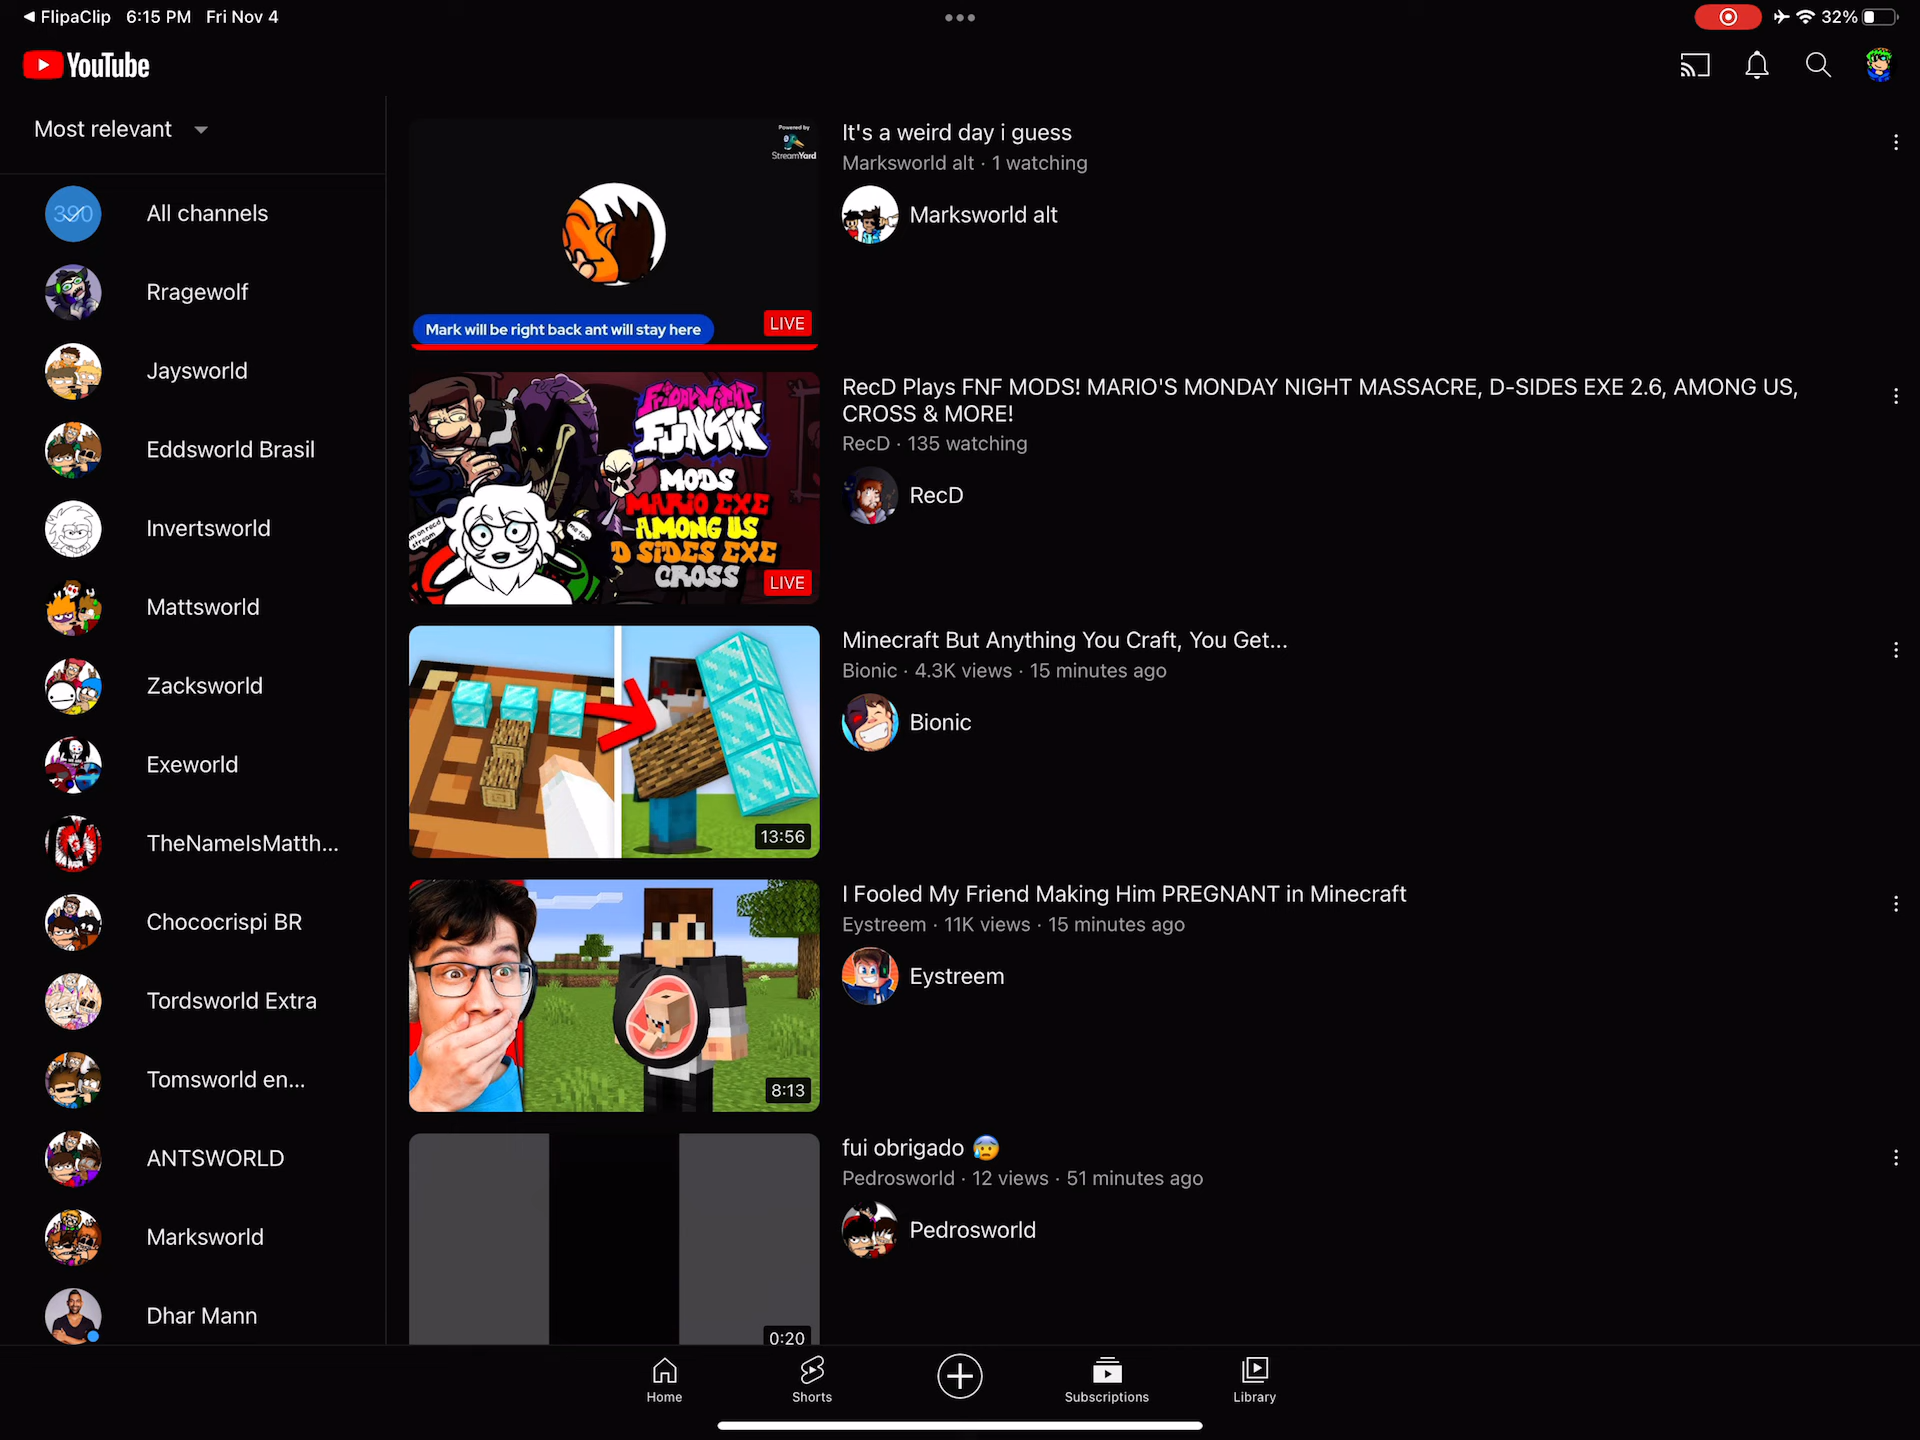 ◀ FlipaClip 6:15 PM Fri Nov 4
32%
YouTube
Most relevant
390
All channels
Rragewolf
Jaysworld
Eddsworld Brasil
Invertsworld
Mattsworld
Zacksworld
Exeworld
TheNameIsMatth...
Chococrispi BR
Tordsworld Extra
Tomsworld en...
ANTSWORLD
Marksworld
Dhar Mann
Powered by
StreamYard
Mark will be right back ant will stay here
LIVE
It's a weird day i guess
Marksworld alt · 1 watching
Marksworld alt
FRIDAY NIGHT
FUNKIN'
MODS
MARIO EXE
AMONG US
D SIDES EXE
CROSS
LIVE
RecD Plays FNF MODS! MARIO'S MONDAY NIGHT MASSACRE, D-SIDES EXE 2.6, AMONG US,
CROSS & MORE!
RecD · 135 watching
RecD
13:56
Minecraft But Anything You Craft, You Get...
Bionic · 4.3K views · 15 minutes ago
Bionic
8:13
I Fooled My Friend Making Him PREGNANT in Minecraft
Eystreem · 11K views · 15 minutes ago
Eystreem
0:20
fui obrigado 😰
Pedrosworld · 12 views · 51 minutes ago
Pedrosworld
Home
Shorts
Subscriptions
Library